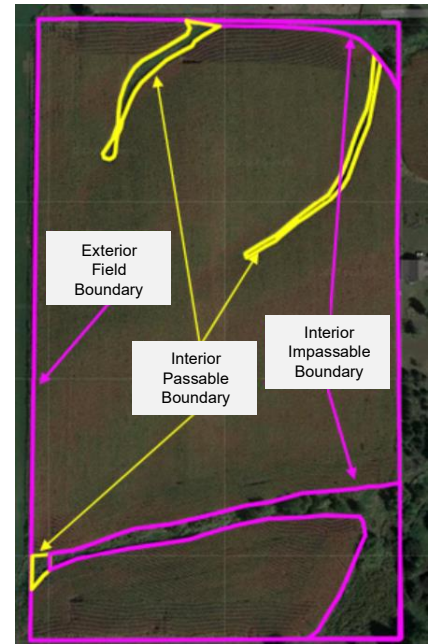 Exterior
Field
Boundary
Interior
Passable
Boundary
Interior
Impassable
Boundary